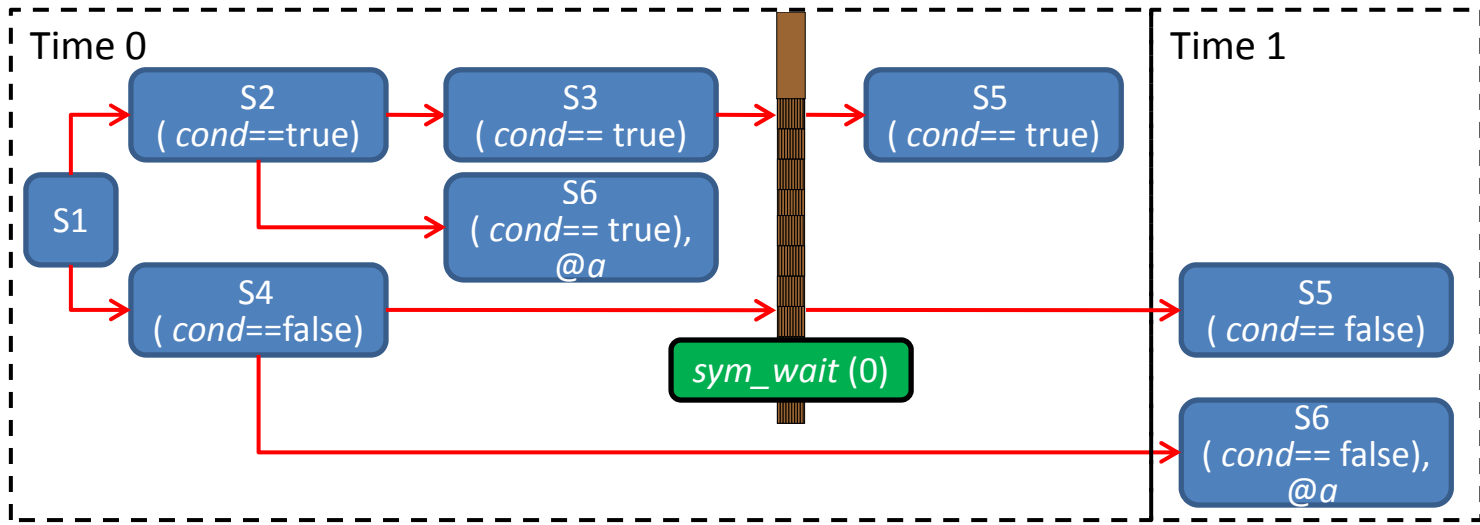 Time 0
Time 1
S2
( cond==true)
S3
( cond== true)
S5
( cond== true)
S1
S6
( cond== true),
@a
S4
( cond==false)
S5
( cond== false)
sym_wait (0)
S6
( cond== false),
@a